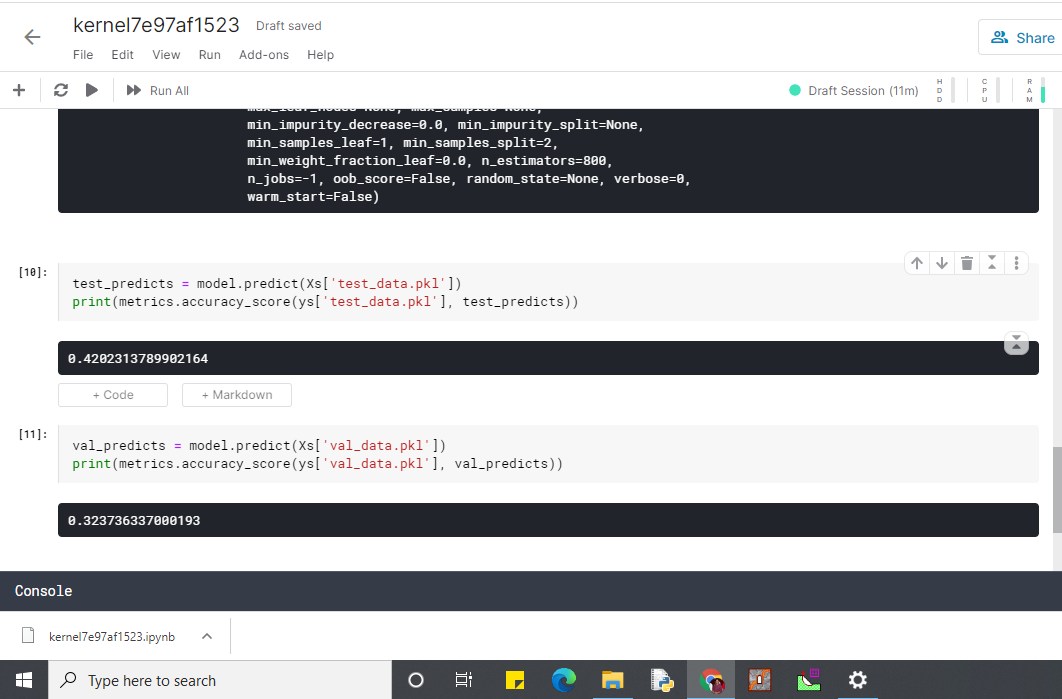 kernel7e97af1523 Draft saved
Share
File Edit View Run Add-ons Help
Run All
Draft Session (11m)
HDD
CPU
RAM
max_leaf_nodes=None, max_samples=None,
min_impurity_decrease=0.0, min_impurity_split=None,
min_samples_leaf=1, min_samples_split=2,
min_weight_fraction_leaf=0.0, n_estimators=800,
n_jobs=-1, oob_score=False, random_state=None, verbose=0,
warm_start=False)
[10]:
test_predicts = model.predict(Xs['test_data.pkl'])
print(metrics.accuracy_score(ys['test_data.pkl'], test_predicts))
0.4202313789902164
+ Code + Markdown
[11]:
val_predicts = model.predict(Xs['val_data.pkl'])
print(metrics.accuracy_score(ys['val_data.pkl'], val_predicts))
0.323736337000193
Console
kernel7e97af1523.ipynb
Type here to search